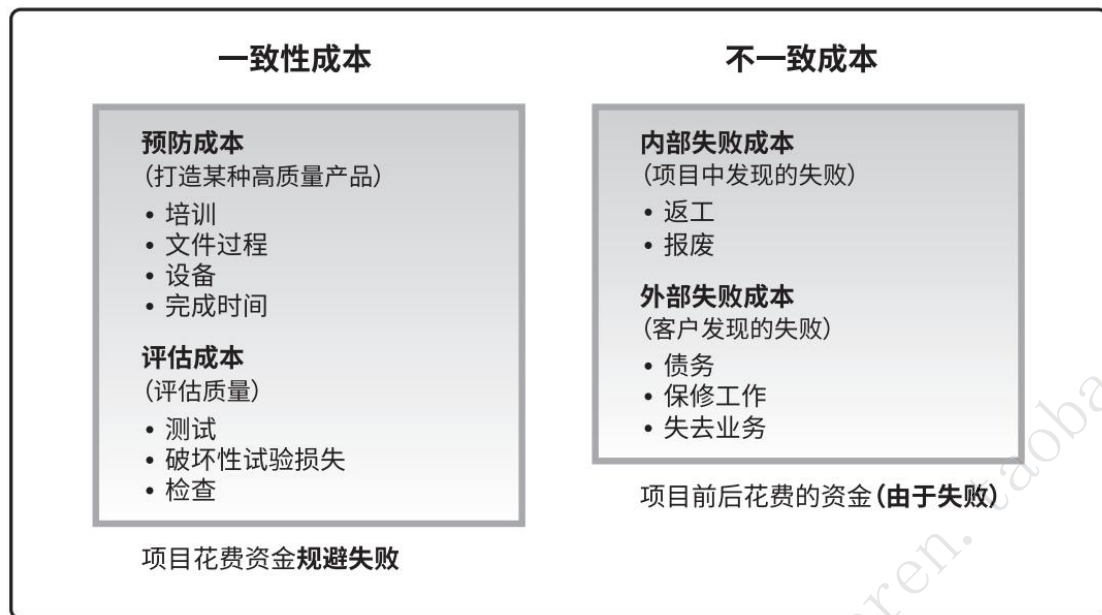 一致性成本
预防成本
(打造某种高质量产品)
• 培训
• 文件过程
• 设备
• 完成时间
评估成本
(评估质量)
• 测试
• 破坏性试验损失
• 检查
项目花费资金规避失败
不一致成本
内部失败成本
(项目中发现的失败)
• 返工
• 报废
外部失败成本
(客户发现的失败)
• 债务
• 保修工作
• 失去业务
项目前后花费的资金(由于失败)
ren. taoba